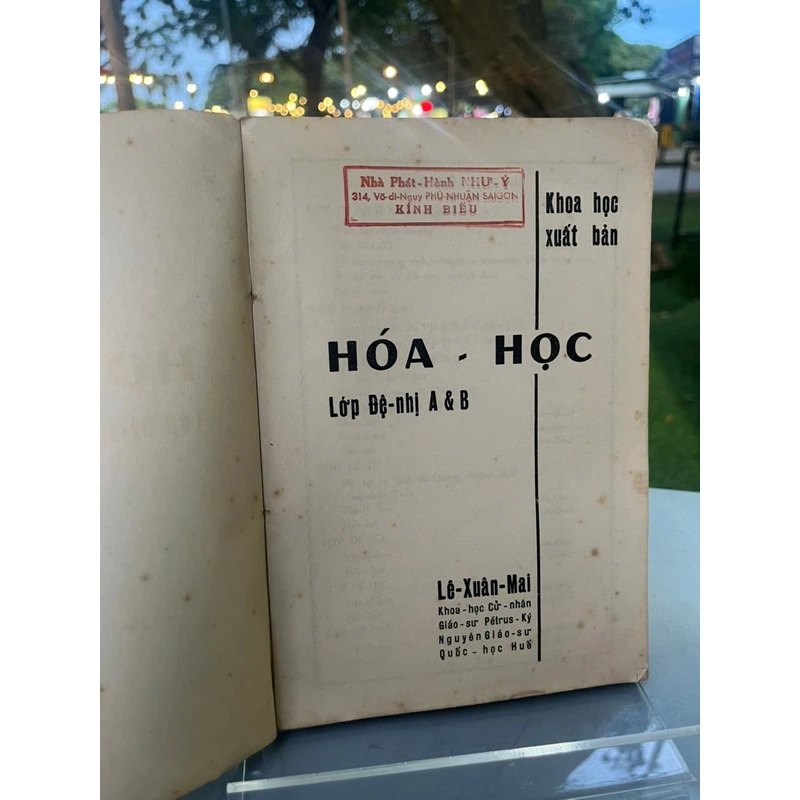 Nhà Phát-Hành NHƯ-Ý
314, Võ-di-Nguy PHÚ-NHUẬN SAIGON
KÍNH BIẾU
Khoa học
xuất bản
HÓA - HỌC
Lớp Đệ-nhị A & B
Lê-Xuân-Mai
Khoa-học Cử-nhân
Giáo-sư Pétrus-Ký
Nguyên Giáo-sư
Quốc-học Huế